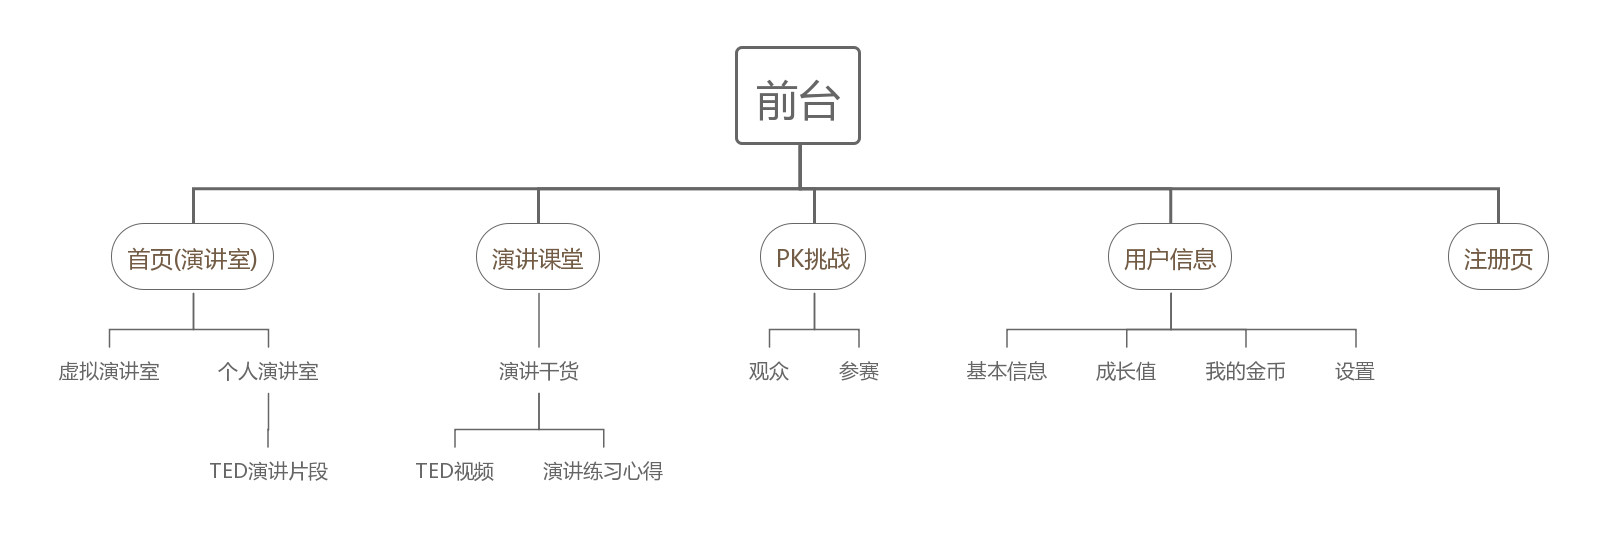 前台
首页(演讲室)
演讲课堂
PK挑战
用户信息
注册页
虚拟演讲室
个人演讲室
演讲干货
观众
参赛
基本信息
成长值
我的金币
设置
TED演讲片段
TED视频
演讲练习心得